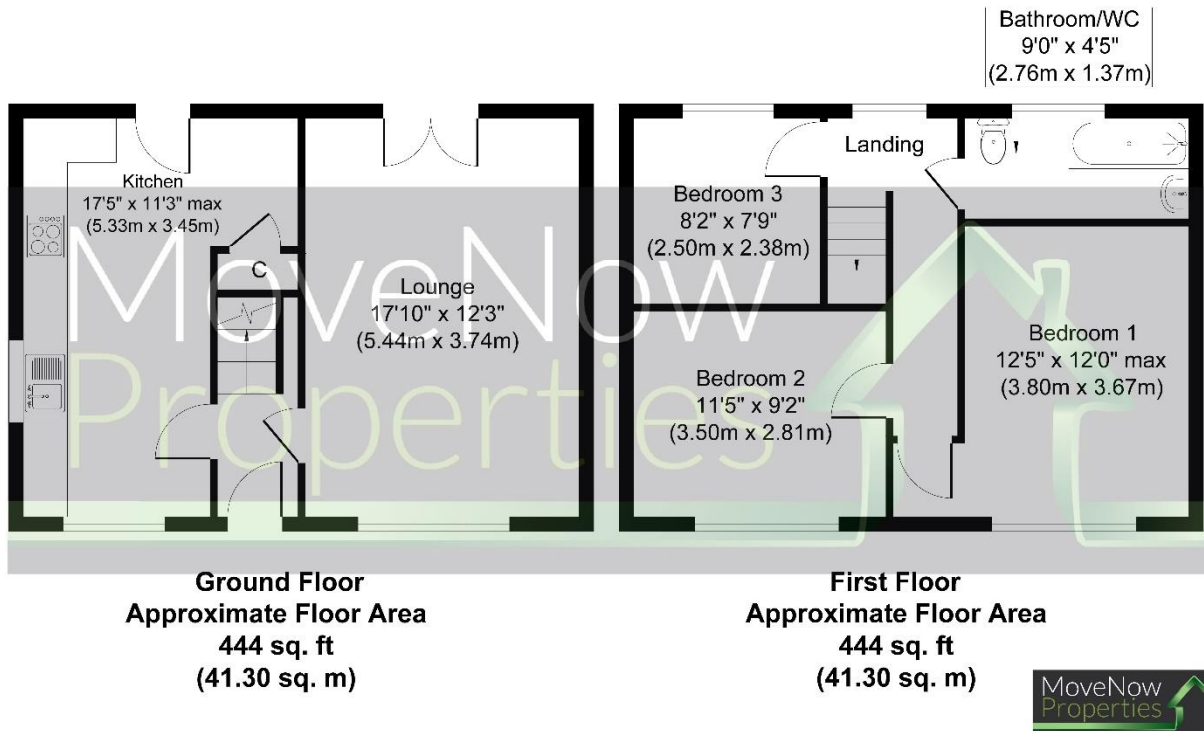 Bathroom/WC
9'0" x 4'5"
(2.76m x 1.37m)
Kitchen
17'5" x 11'3" max
(5.33m x 3.45m)
C
Lounge
17'10" x 12'3"
(5.44m x 3.74m)
Landing
Bedroom 3
8'2" x 7'9"
(2.50m x 2.38m)
Bedroom 2
11'5" x 9'2"
(3.50m x 2.81m)
Bedroom 1
12'5" x 12'0" max
(3.80m x 3.67m)
MoveNow
Properties
Ground Floor
Approximate Floor Area
444 sq. ft
(41.30 sq. m)
First Floor
Approximate Floor Area
444 sq. ft
(41.30 sq. m)
MoveNow
Properties